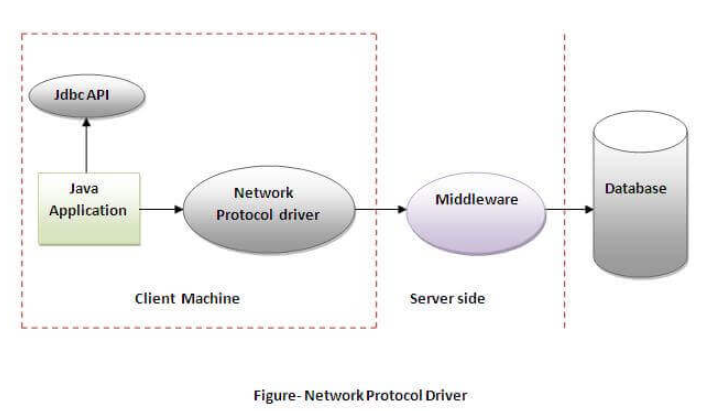 Jdbc API
Java
Application
Network
Protocol driver
Middleware
Database
Client Machine
Server side
Figure- Network Protocol Driver